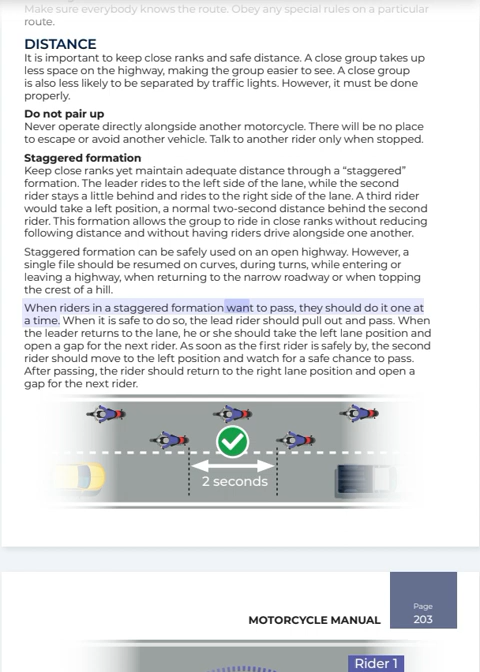 Make sure everybody knows the route. Obey any special rules on a particular
route.
DISTANCE
It is important to keep close ranks and safe distance. A close group takes up
less space on the highway, making the group easier to see. A close group
is also less likely to be separated by traffic lights. However, it must be done
properly.
Do not pair up
Never operate directly alongside another motorcycle. There will be no place
to escape or avoid another vehicle. Talk to another rider only when stopped.
Staggered formation
Keep close ranks yet maintain adequate distance through a “staggered”
formation. The leader rides to the left side of the lane, while the second
rider stays a little behind and rides to the right side of the lane. A third rider
would take a left position, a normal two-second distance behind the second
rider. This formation allows the group to ride in close ranks without reducing
following distance and without having riders drive alongside one another.
Staggered formation can be safely used on an open highway. However, a
single file should be resumed on curves, during turns, while entering or
leaving a highway, when returning to the narrow roadway or when topping
the crest of a hill.
When riders in a staggered formation want to pass, they should do it one at
a time. When it is safe to do so, the lead rider should pull out and pass. When
the leader returns to the lane, he or she should take the left lane position and
open a gap for the next rider. As soon as the first rider is safely by, the second
rider should move to the left position and watch for a safe chance to pass.
After passing, the rider should return to the right lane position and open a
gap for the next rider.
2 seconds
Page
MOTORCYCLE MANUAL
203
Rider 1